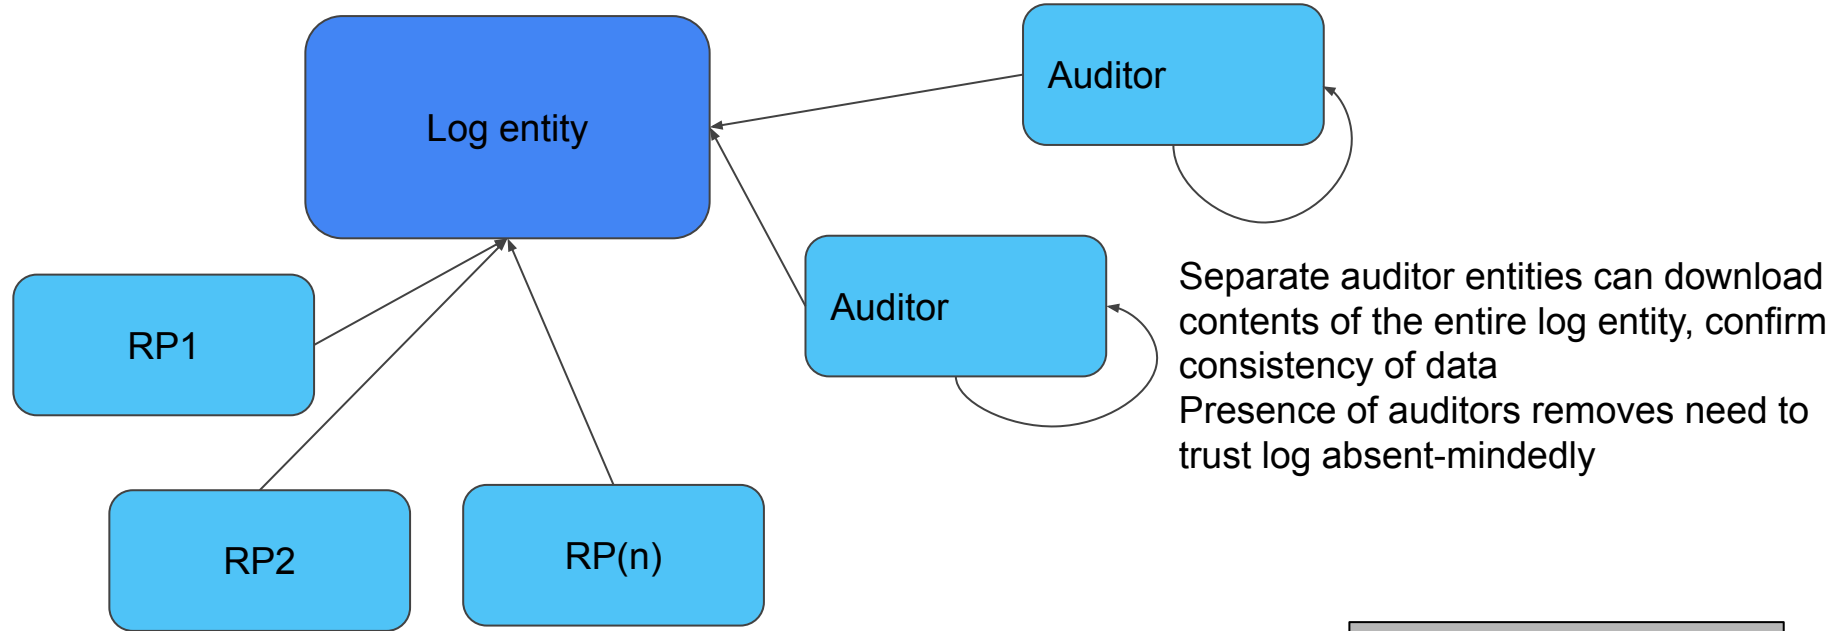 Log entity
Auditor
Auditor
RP1
RP2
RP(n)
Separate auditor entities can download
contents of the entire log entity, confirm
consistency of data
Presence of auditors removes need to
trust log absent-mindedly